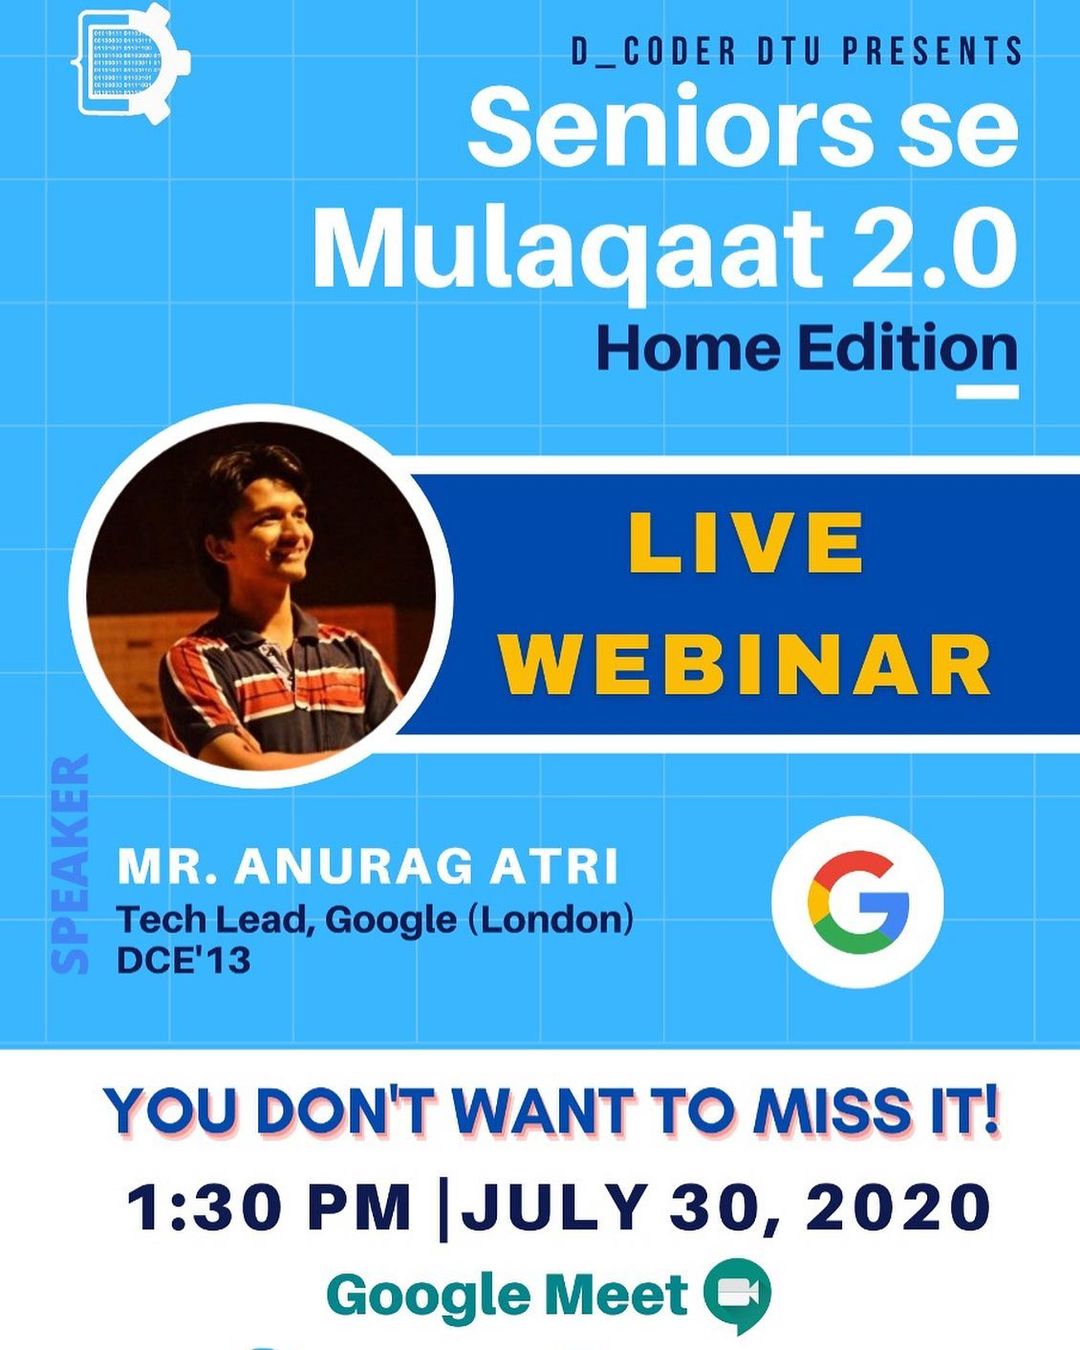 D_CODER DTU PRESENTS
Seniors se
Mulaqaat 2.0
Home Edition
LIVE
WEBINAR
SPEAKER
MR. ANURAG ATRI
Tech Lead, Google (London)
DCE'13
YOU DON'T WANT TO MISS IT!
1:30 PM |JULY 30, 2020
Google Meet